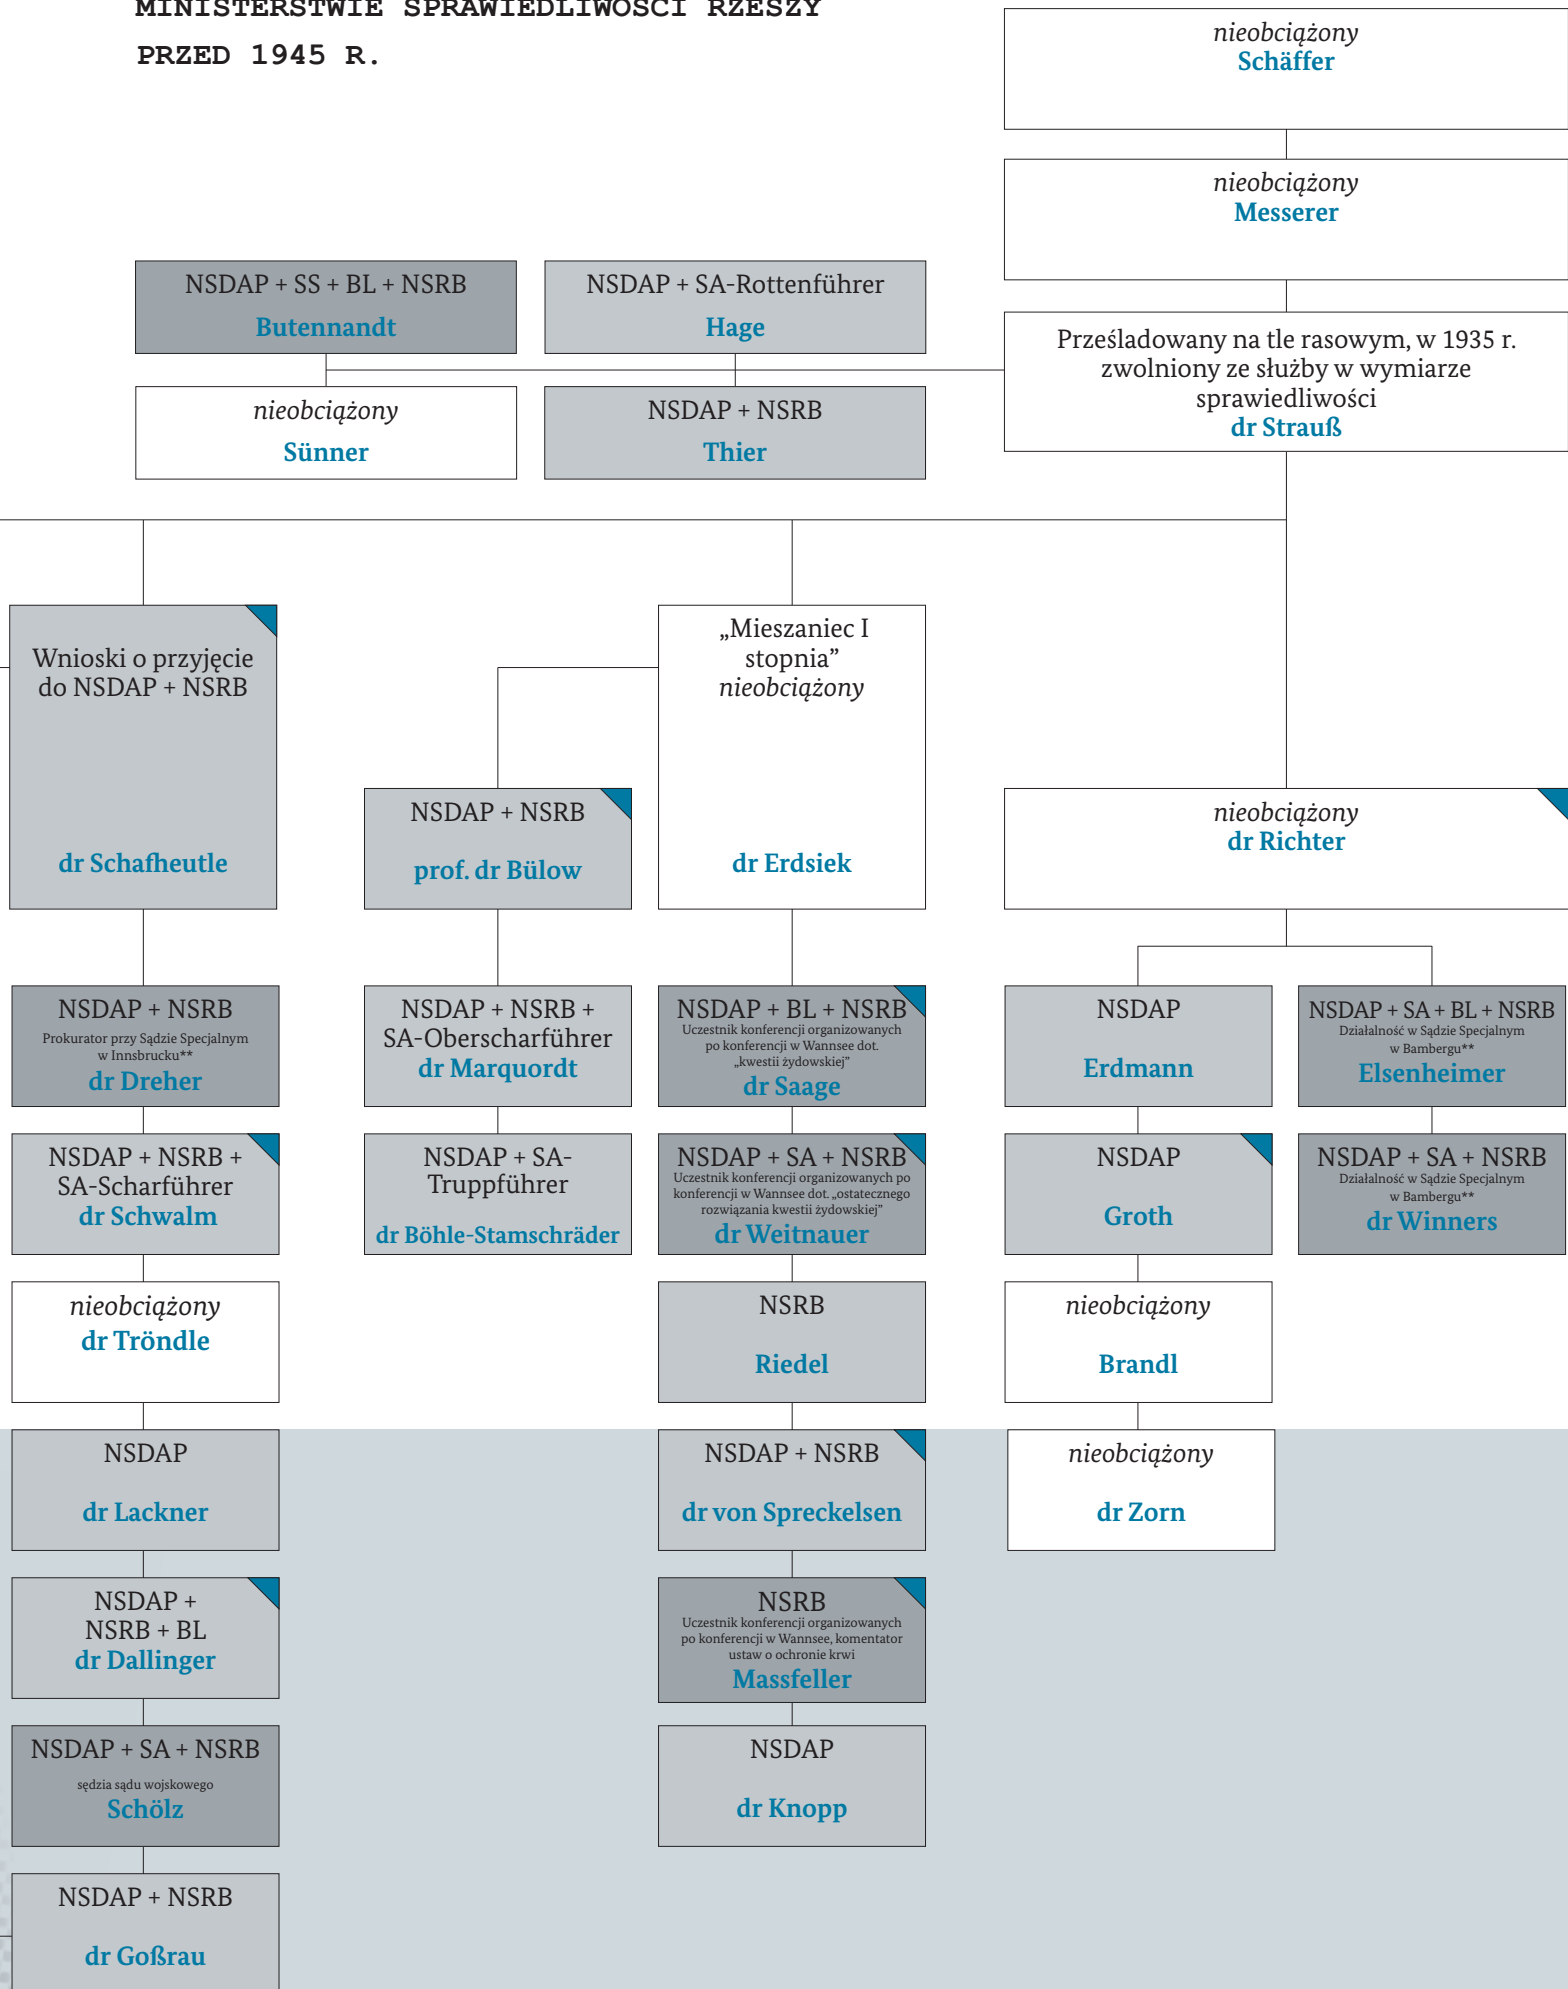 MINISTERSTWIE SPRAWIEDLIWOŚCI RZESZY
PRZED 1945 R.
nieobciążony
Schäffer
nieobciążony
Messerer
NSDAP + SS + BL + NSRB
Butennandt
NSDAP + SA-Rottenführer
Hage
Prześladowany na tle rasowym, w 1935 r.
zwolniony ze służby w wymiarze
sprawiedliwości
dr Strauß
nieobciążony
Sünner
NSDAP + NSRB
Thier
Wnioski o przyjęcie
do NSDAP + NSRB
dr Schafheutle
„Mieszaniec I
stopnia”
nieobciążony
dr Erdsiek
NSDAP + NSRB
prof. dr Bülow
nieobciążony
dr Richter
NSDAP + NSRB
Prokurator przy Sądzie Specjalnym
w Innsbrucku**
dr Dreher
NSDAP + NSRB +
SA-Oberscharführer
dr Marquordt
NSDAP + BL + NSRB
Uczestnik konferencji organizowanych
po konferencji w Wannsee dot.
„kwestii żydowskiej”
dr Saage
NSDAP
Erdmann
NSDAP + SA + BL + NSRB
Działalność w Sądzie Specjalnym
w Bambergu**
Elsenheimer
NSDAP + NSRB +
SA-Scharführer
dr Schwalm
NSDAP + SA-
Truppführer
dr Böhle-Stamschräder
NSDAP + SA + NSRB
Uczestnik konferencji organizowanych po
konferencji w Wannsee dot. „ostatecznego
rozwiązania kwestii żydowskiej”
dr Weitnauer
NSDAP
Groth
NSDAP + SA + NSRB
Działalność w Sądzie Specjalnym
w Bambergu**
dr Winners
nieobciążony
dr Tröndle
NSRB
Riedel
nieobciążony
Brandl
NSDAP
dr Lackner
NSDAP + NSRB
dr von Spreckelsen
nieobciążony
dr Zorn
NSDAP +
NSRB + BL
dr Dallinger
NSRB
Uczestnik konferencji organizowanych
po konferencji w Wannsee, komentator
ustaw o ochronie krwi
Massfeller
NSDAP + SA + NSRB
sędzia sądu wojskowego
Schölz
NSDAP
dr Knopp
NSDAP + NSRB
dr Goßrau